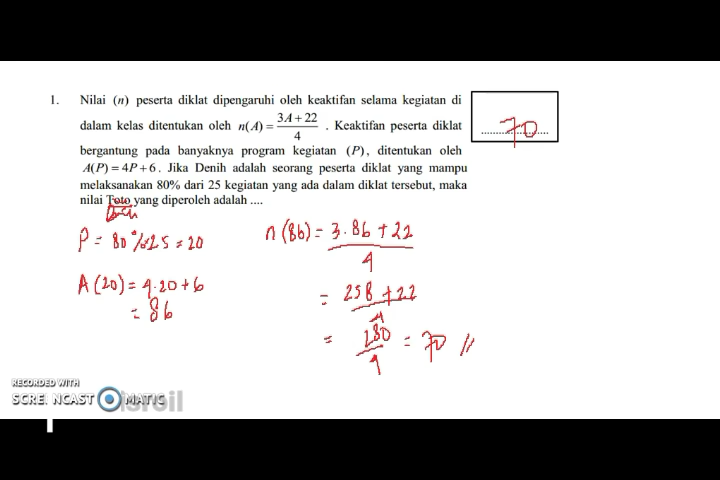 1. Nilai (n) peserta diklat dipengaruhi oleh keaktifan selama kegiatan di
dalam kelas ditentukan oleh n(A) = (3A + 22)/4 . Keaktifan peserta diklat
bergantung pada banyaknya program kegiatan (P), ditentukan oleh
A(P) = 4P + 6. Jika Denih adalah seorang peserta diklat yang mampu
melaksanakan 80% dari 25 kegiatan yang ada dalam diklat tersebut, maka
nilai Toto yang diperoleh adalah ....
70
P = 80% 25 = 20
A(20) = 4.20 + 6
= 86
n(86) = (3.86 + 22)/4
= (258 + 22)/4
= 280/4 = 70 //
RECORDED WITH
SCREENCAST MATIC